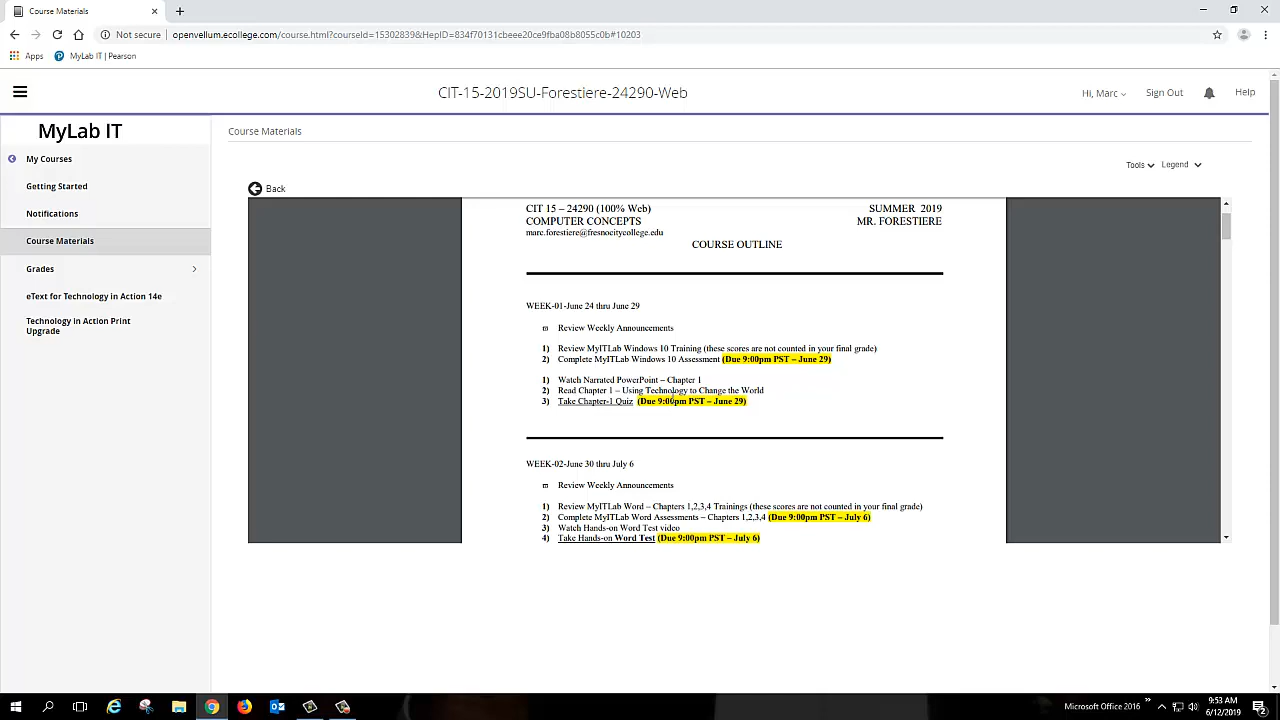 Course Materials
Not secure | openvellum.ecollege.com/course.html?courseId=15302839&HepID=834f70131cbeee20ce9fba08b8055c0b#10203
Apps MyLab IT | Pearson
CIT-15-2019SU-Forestiere-24290-Web
Hi, Marc Sign Out Help
MyLab IT
My Courses
Getting Started
Notifications
Course Materials
Grades
eText for Technology in Action 14e
Technology in Action Print
Upgrade
Course Materials
Tools Legend
Back
CIT 15 – 24290 (100% Web) SUMMER 2019
COMPUTER CONCEPTS MR. FORESTIERE
marc.forestiere@fresnocitycollege.edu
COURSE OUTLINE
WEEK-01-June 24 thru June 29
Review Weekly Announcements
1) Review MyITLab Windows 10 Training (these scores are not counted in your final grade)
2) Complete MyITLab Windows 10 Assessment (Due 9:00pm PST – June 29)
1) Watch Narrated PowerPoint – Chapter 1
2) Read Chapter 1 – Using Technology to Change the World
3) Take Chapter-1 Quiz (Due 9:00pm PST – June 29)
WEEK-02-June 30 thru July 6
Review Weekly Announcements
1) Review MyITLab Word – Chapters 1,2,3,4 Trainings (these scores are not counted in your final grade)
2) Complete MyITLab Word Assessments – Chapters 1,2,3,4 (Due 9:00pm PST – July 6)
3) Watch Hands-on Word Test video
4) Take Hands-on Word Test (Due 9:00pm PST – July 6)
Microsoft Office 2016
9:53 AM
6/12/2019
2